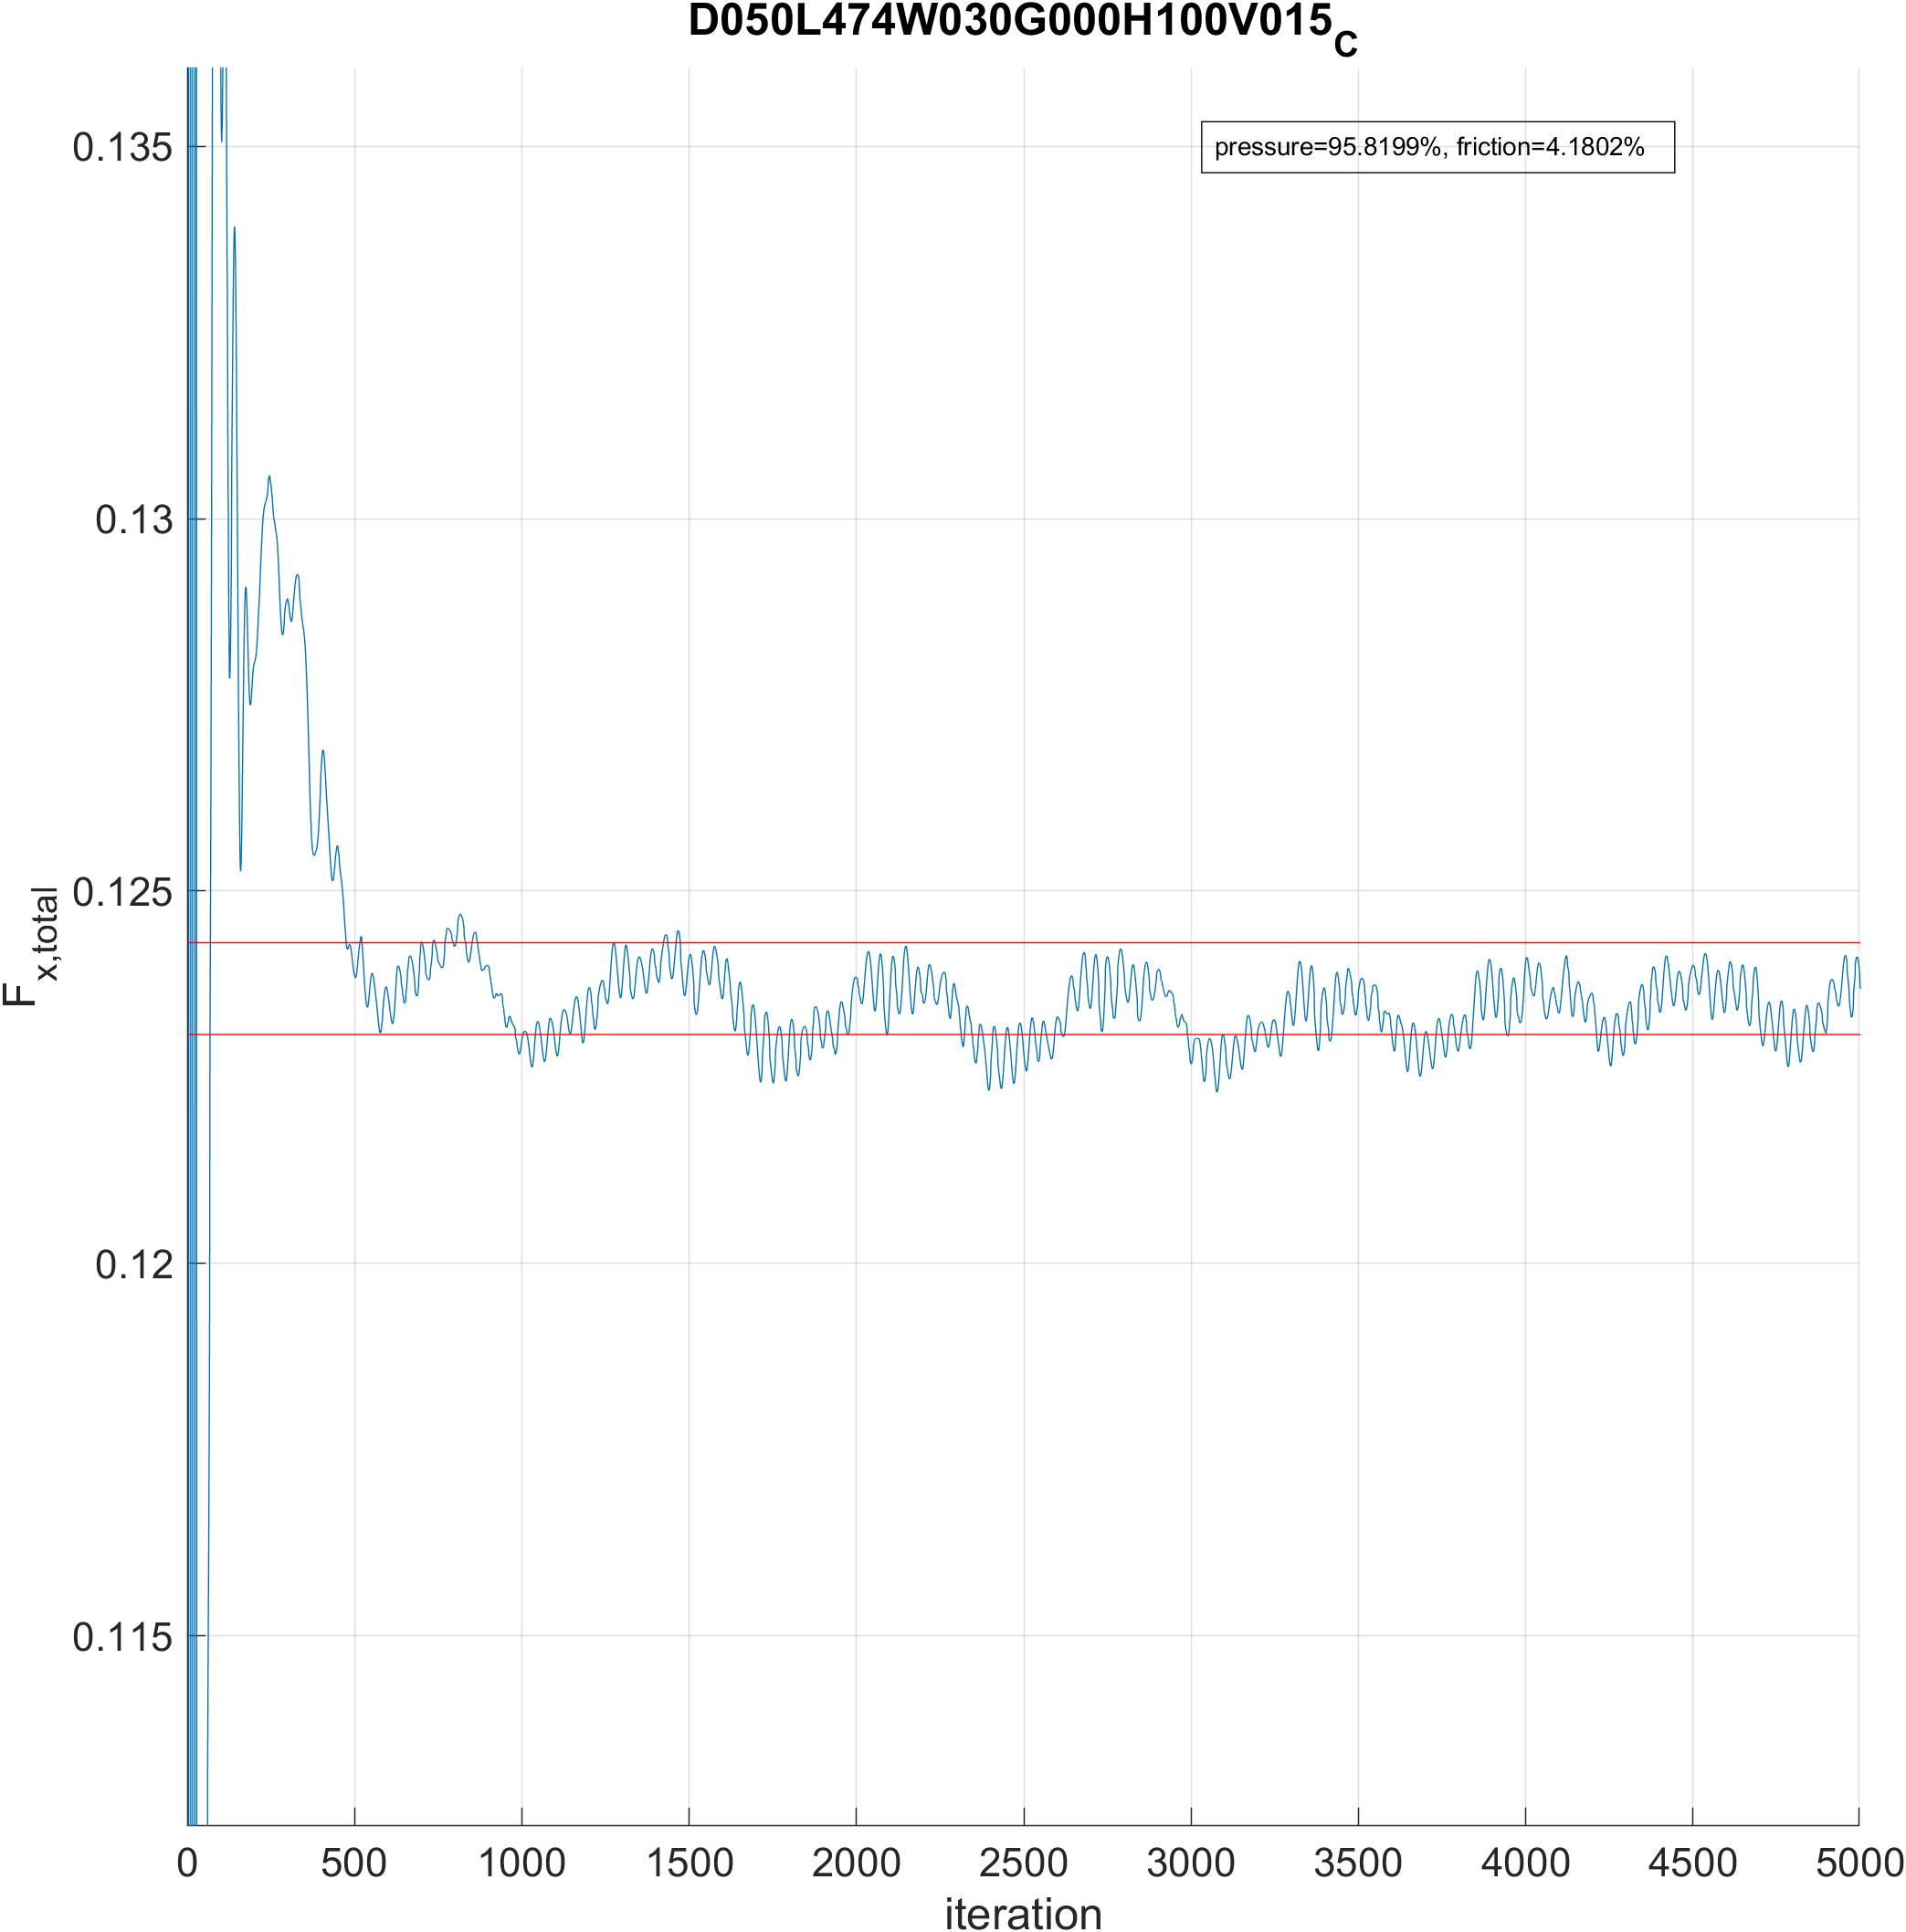 D050L474W030G000H100V015C
pressure=95.8199%, friction=4.1802%
0.135
0.13
0.125
0.12
0.115
Fx,total
0 500 1000 1500 2000 2500 3000 3500 4000 4500 5000
iteration